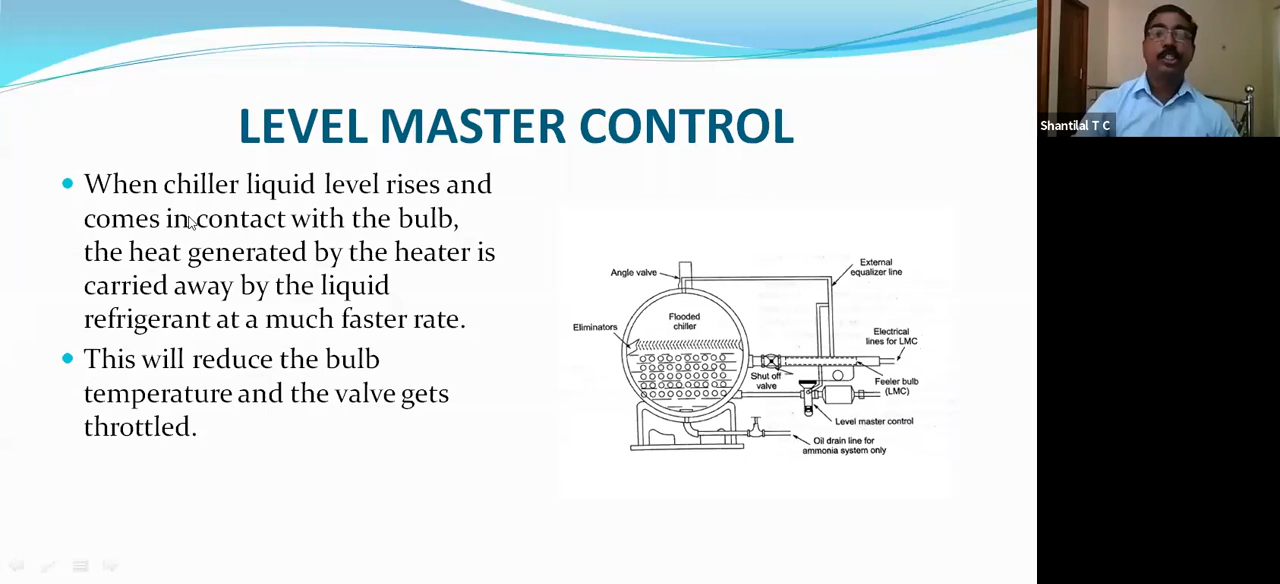 LEVEL MASTER CONTROL
When chiller liquid level rises and
comes in contact with the bulb,
the heat generated by the heater is
carried away by the liquid
refrigerant at a much faster rate.
This will reduce the bulb
temperature and the valve gets
throttled.
Angle valve
External
equalizer line
Flooded
chiller
Eliminators
Electrical
lines for LMC
Shut off
valve
Feeler bulb
(LMC)
Level master control
Oil drain line for
ammonia system only
Shantilal T C